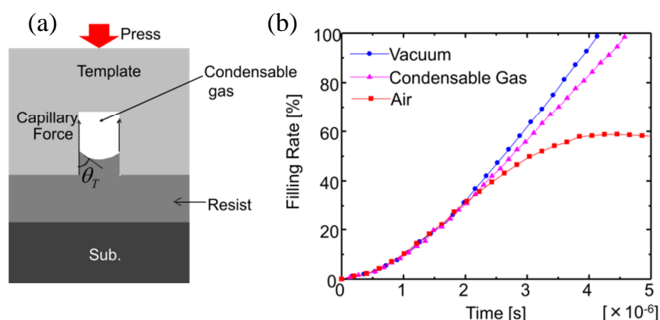 (a)
Press
Template
Condensable
gas
Capillary
Force
θ_T
Resist
Sub.
(b)
Vacuum
Condensable Gas
Air
Filling Rate [%]
100
80
60
40
20
0
0 1 2 3 4 5
Time [s] [×10⁻⁶]